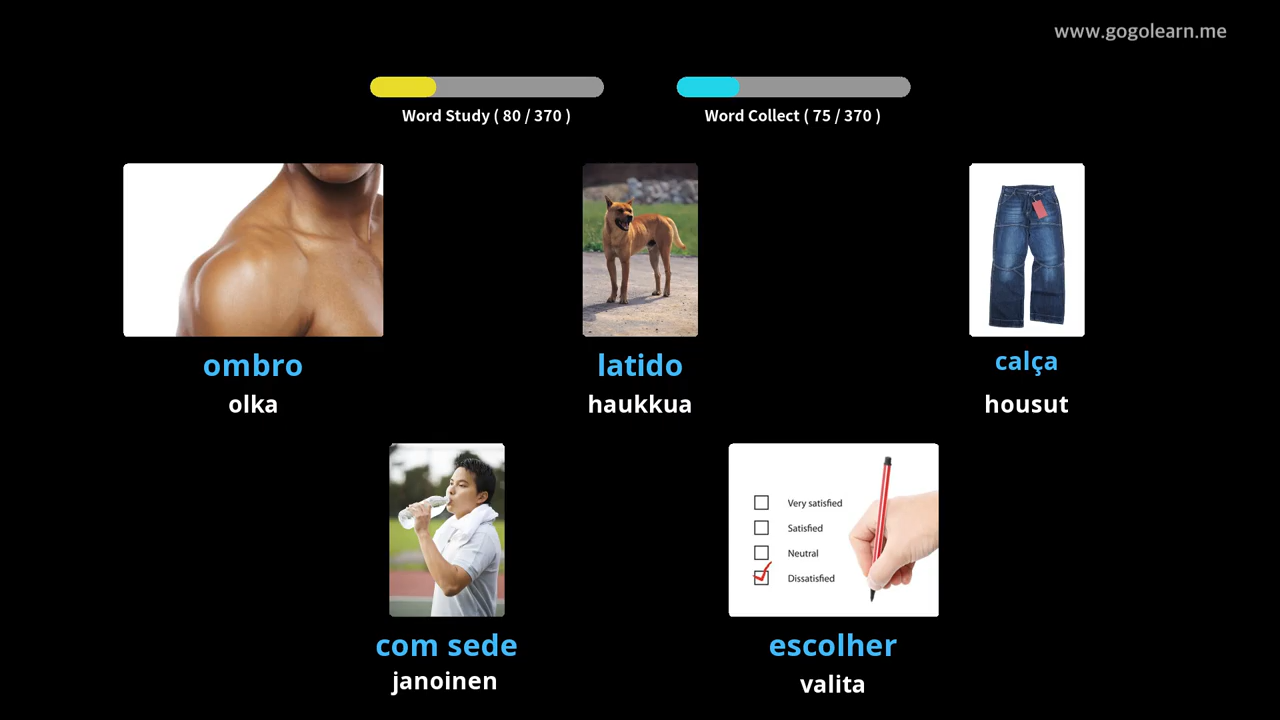 www.gogolearn.me
Word Study ( 80 / 370 )
Word Collect ( 75 / 370 )
ombro
olka
latido
haukkua
calça
housut
com sede
janoinen
Very satisfied
Satisfied
Neutral
Dissatisfied
escolher
valita